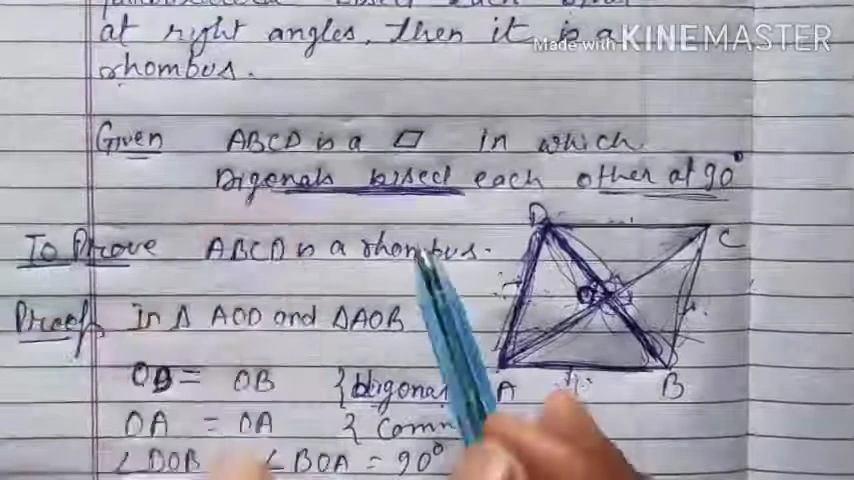 at right angles, then it is a
Made with KINEMASTER
rhombus.
Given ABCD is a ▱ in which
Digonals bisect each other at 90°
D
C
To Prove ABCD is a rhombus.
O
Proof In Δ AOD and ΔAOB
OD = OB {Digonal
A
B
OA = OA {Comm
∠DOB ∠BOA = 90°